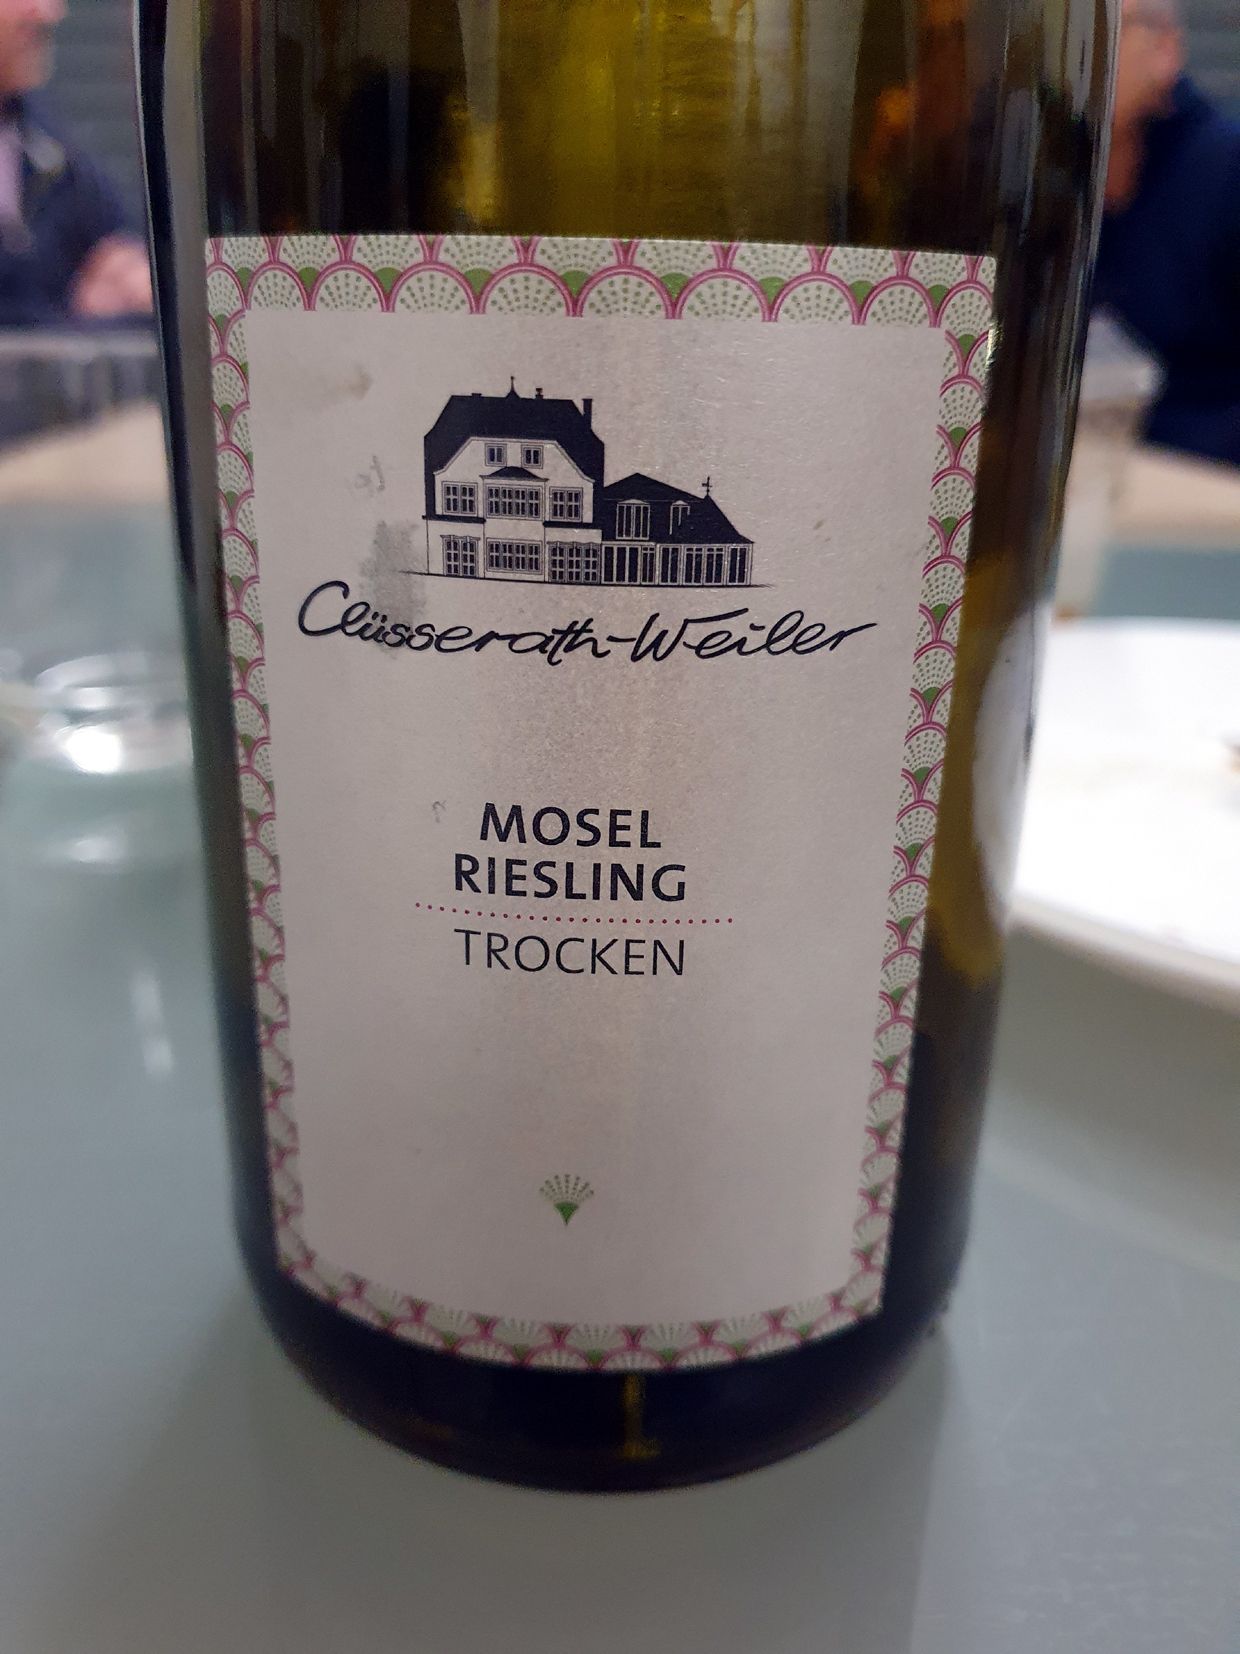 Clüsserath-Weiler
MOSEL
RIESLING
TROCKEN